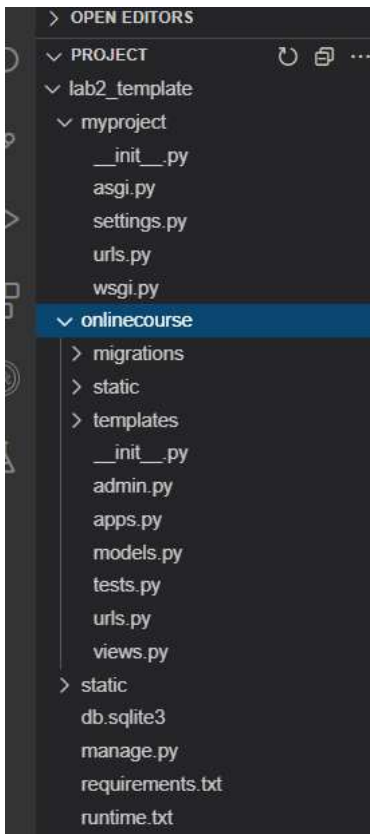 OPEN EDITORS
PROJECT
lab2_template
myproject
__init__.py
asgi.py
settings.py
urls.py
wsgi.py
onlinecourse
migrations
static
templates
__init__.py
admin.py
apps.py
models.py
tests.py
urls.py
views.py
static
db.sqlite3
manage.py
requirements.txt
runtime.txt